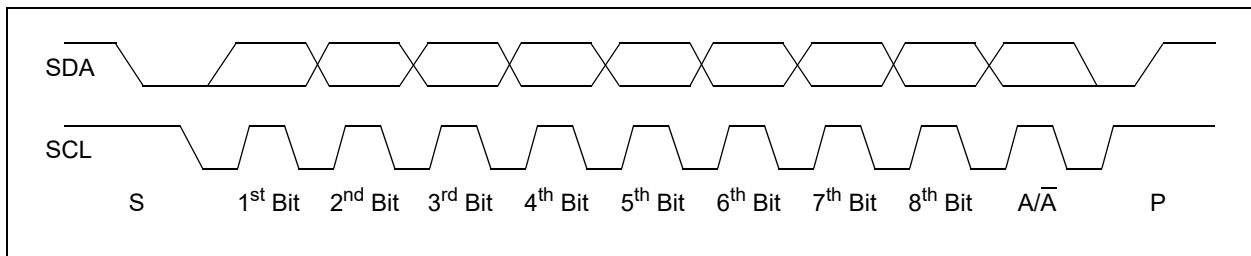 SDA
SCL
S 1st Bit 2nd Bit 3rd Bit 4th Bit 5th Bit 6th Bit 7th Bit 8th Bit A/A̅ P